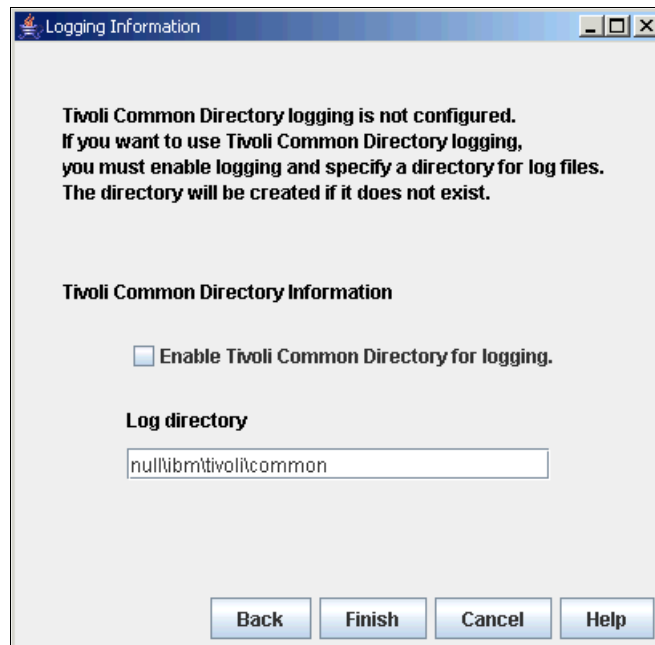 Logging Information
Tivoli Common Directory logging is not configured.
If you want to use Tivoli Common Directory logging,
you must enable logging and specify a directory for log files.
The directory will be created if it does not exist.
Tivoli Common Directory Information
Enable Tivoli Common Directory for logging.
Log directory
null\ibm\tivoli\common
Back Finish Cancel Help